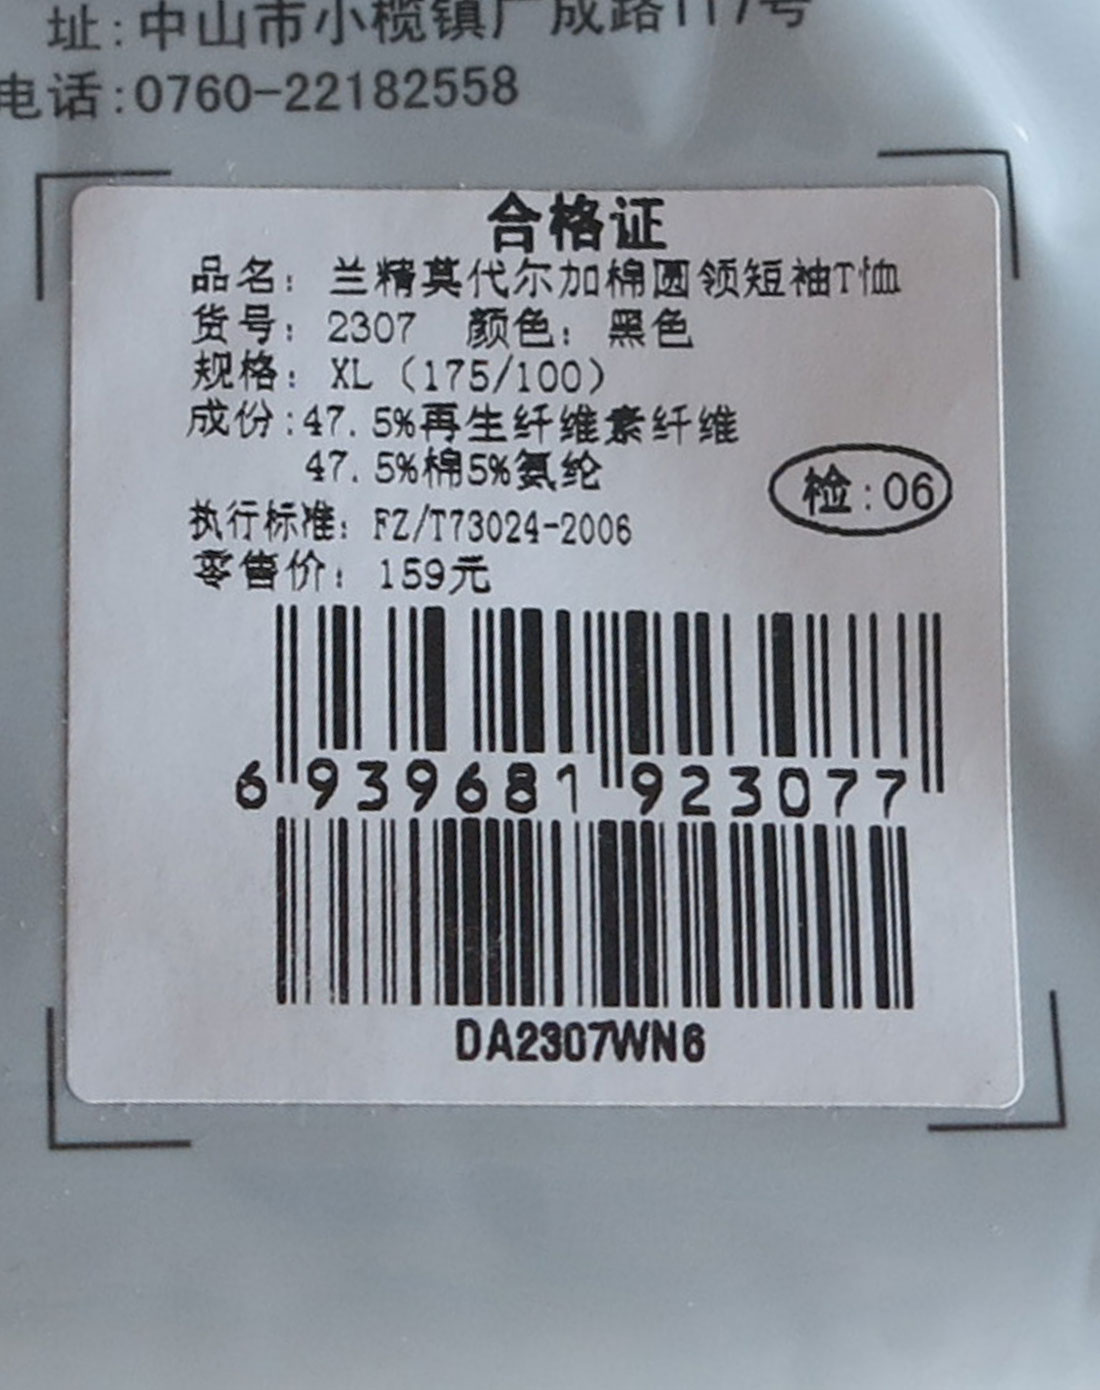 址:中山市小榄镇广成路117号
电话:0760-22182558
合格证
品名: 兰精莫代尔加棉圆领短袖T恤
货号: 2307 颜色: 黑色
规格: XL (175/100)
成份:47.5%再生纤维素纤维
47.5%棉5%氨纶
检:06
执行标准: FZ/T73024-2006
零售价: 159元
6 939681 923077
DA2307WN6